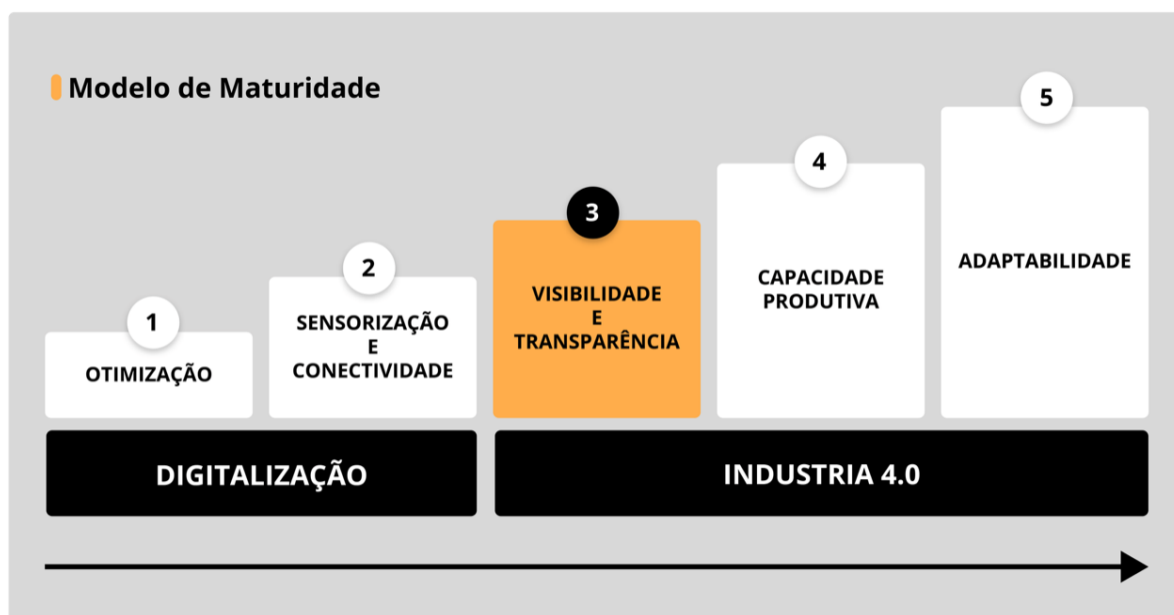 Modelo de Maturidade
1
OTIMIZAÇÃO
2
SENSORIZAÇÃO
E
CONECTIVIDADE
3
VISIBILIDADE
E
TRANSPARÊNCIA
4
CAPACIDADE
PRODUTIVA
5
ADAPTABILIDADE
DIGITALIZAÇÃO
INDUSTRIA 4.0